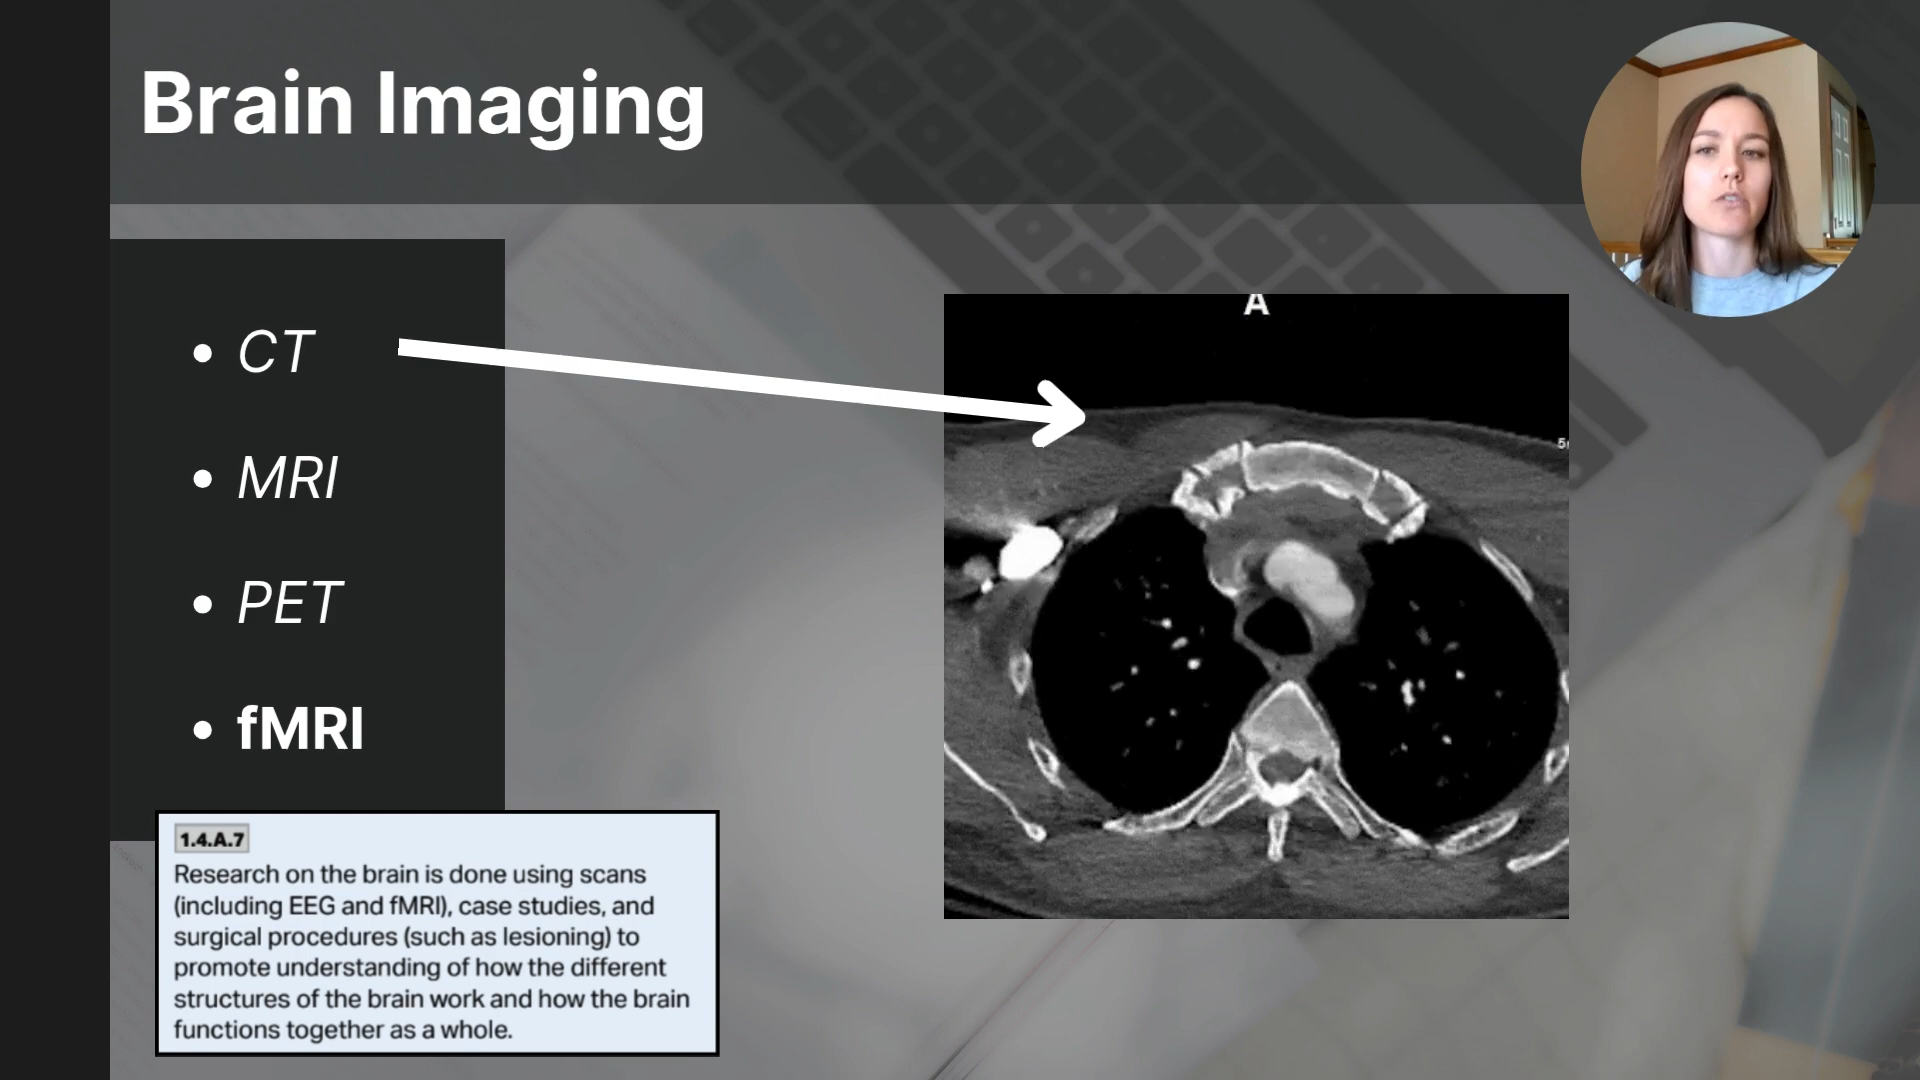 Brain Imaging
A
• CT
• MRI
• PET
• fMRI
1.4.A.7
Research on the brain is done using scans
(including EEG and fMRI), case studies, and
surgical procedures (such as lesioning) to
promote understanding of how the different
structures of the brain work and how the brain
functions together as a whole.